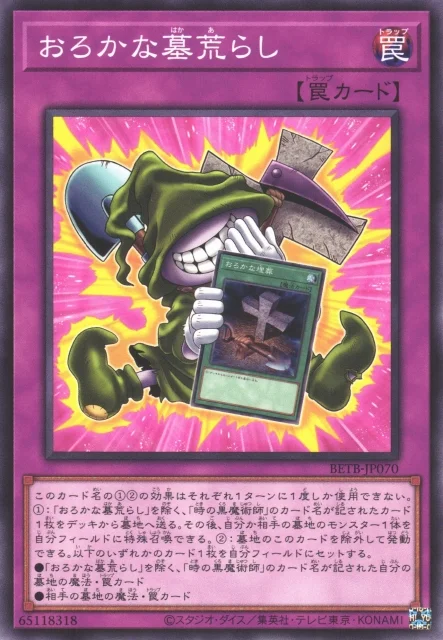 おろかな墓荒らし
罠
【罠カード】
おろかな埋葬
BETB-JP070
このカード名の①②の効果はそれぞれ1ターンに1度しか使用できない。
①:「おろかな墓荒らし」を除く、「時の黒魔術師」のカード名が記されたカード
1枚をデッキから墓地へ送る。その後、自分か相手の墓地のモンスター1体を
自分フィールドに特殊召喚できる。②:墓地のこのカードを除外して発動
できる。以下のいずれかのカード1枚を自分フィールドにセットする。
●「おろかな墓荒らし」を除く、「時の黒魔術師」のカード名が記された自分の
墓地の魔法・罠カード
●相手の墓地の魔法・罠カード
65118318
©スタジオ・ダイス/集英社・テレビ東京・KONAMI